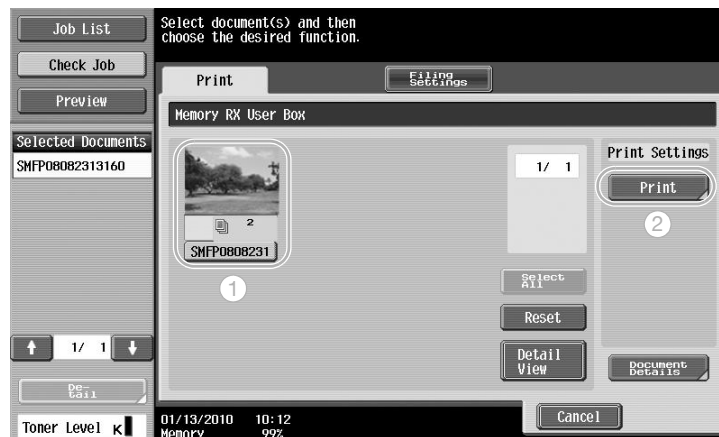 Job List
Check Job
Preview
Selected Documents
SMFP08082313160
1/ 1
De-
tail
Toner Level K
Select document(s) and then
choose the desired function.
Print
Filing
Settings
Memory RX User Box
2
SMFP0808231
1
1/ 1
Select
All
Reset
Detail
View
Print Settings
Print
2
Document
Details
Cancel
01/13/2010 10:12
Memory 99%